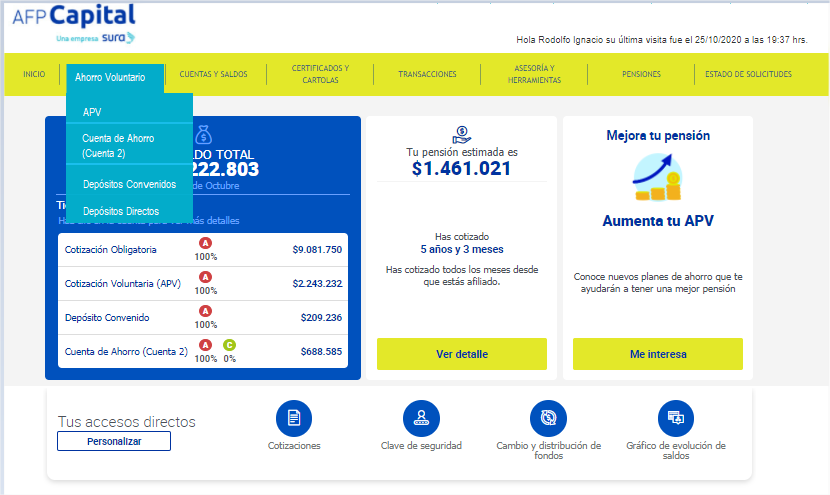 AFP Capital
Una empresa sura
Hola Rodolfo Ignacio su última visita fue el 25/10/2020 a las 19:37 hrs.
INICIO
Ahorro Voluntario
CUENTAS Y SALDOS
CERTIFICADOS Y
CARTOLAS
TRANSACCIONES
ASESORÍA Y
HERRAMIENTAS
PENSIONES
ESTADO DE SOLICITUDES
APV
Cuenta de Ahorro
(Cuenta 2)
Depósitos Convenidos
Depósitos Directos
DO TOTAL
222.803
de Octubre
más detalles
Cotización Obligatoria A 100% $9.081.750
Cotización Voluntaria (APV) A 100% $2.243.232
Depósito Convenido A 100% $209.236
Cuenta de Ahorro (Cuenta 2) A 100% C 0% $688.585
Tu pensión estimada es
$1.461.021
Has cotizado
5 años y 3 meses
Has cotizado todos los meses desde
que estás afiliado.
Ver detalle
Mejora tu pensión
Aumenta tu APV
Conoce nuevos planes de ahorro que te
ayudarán a tener una mejor pensión
Me interesa
Tus accesos directos
Personalizar
Cotizaciones
Clave de seguridad
Cambio y distribución de
fondos
Gráfico de evolución de
saldos